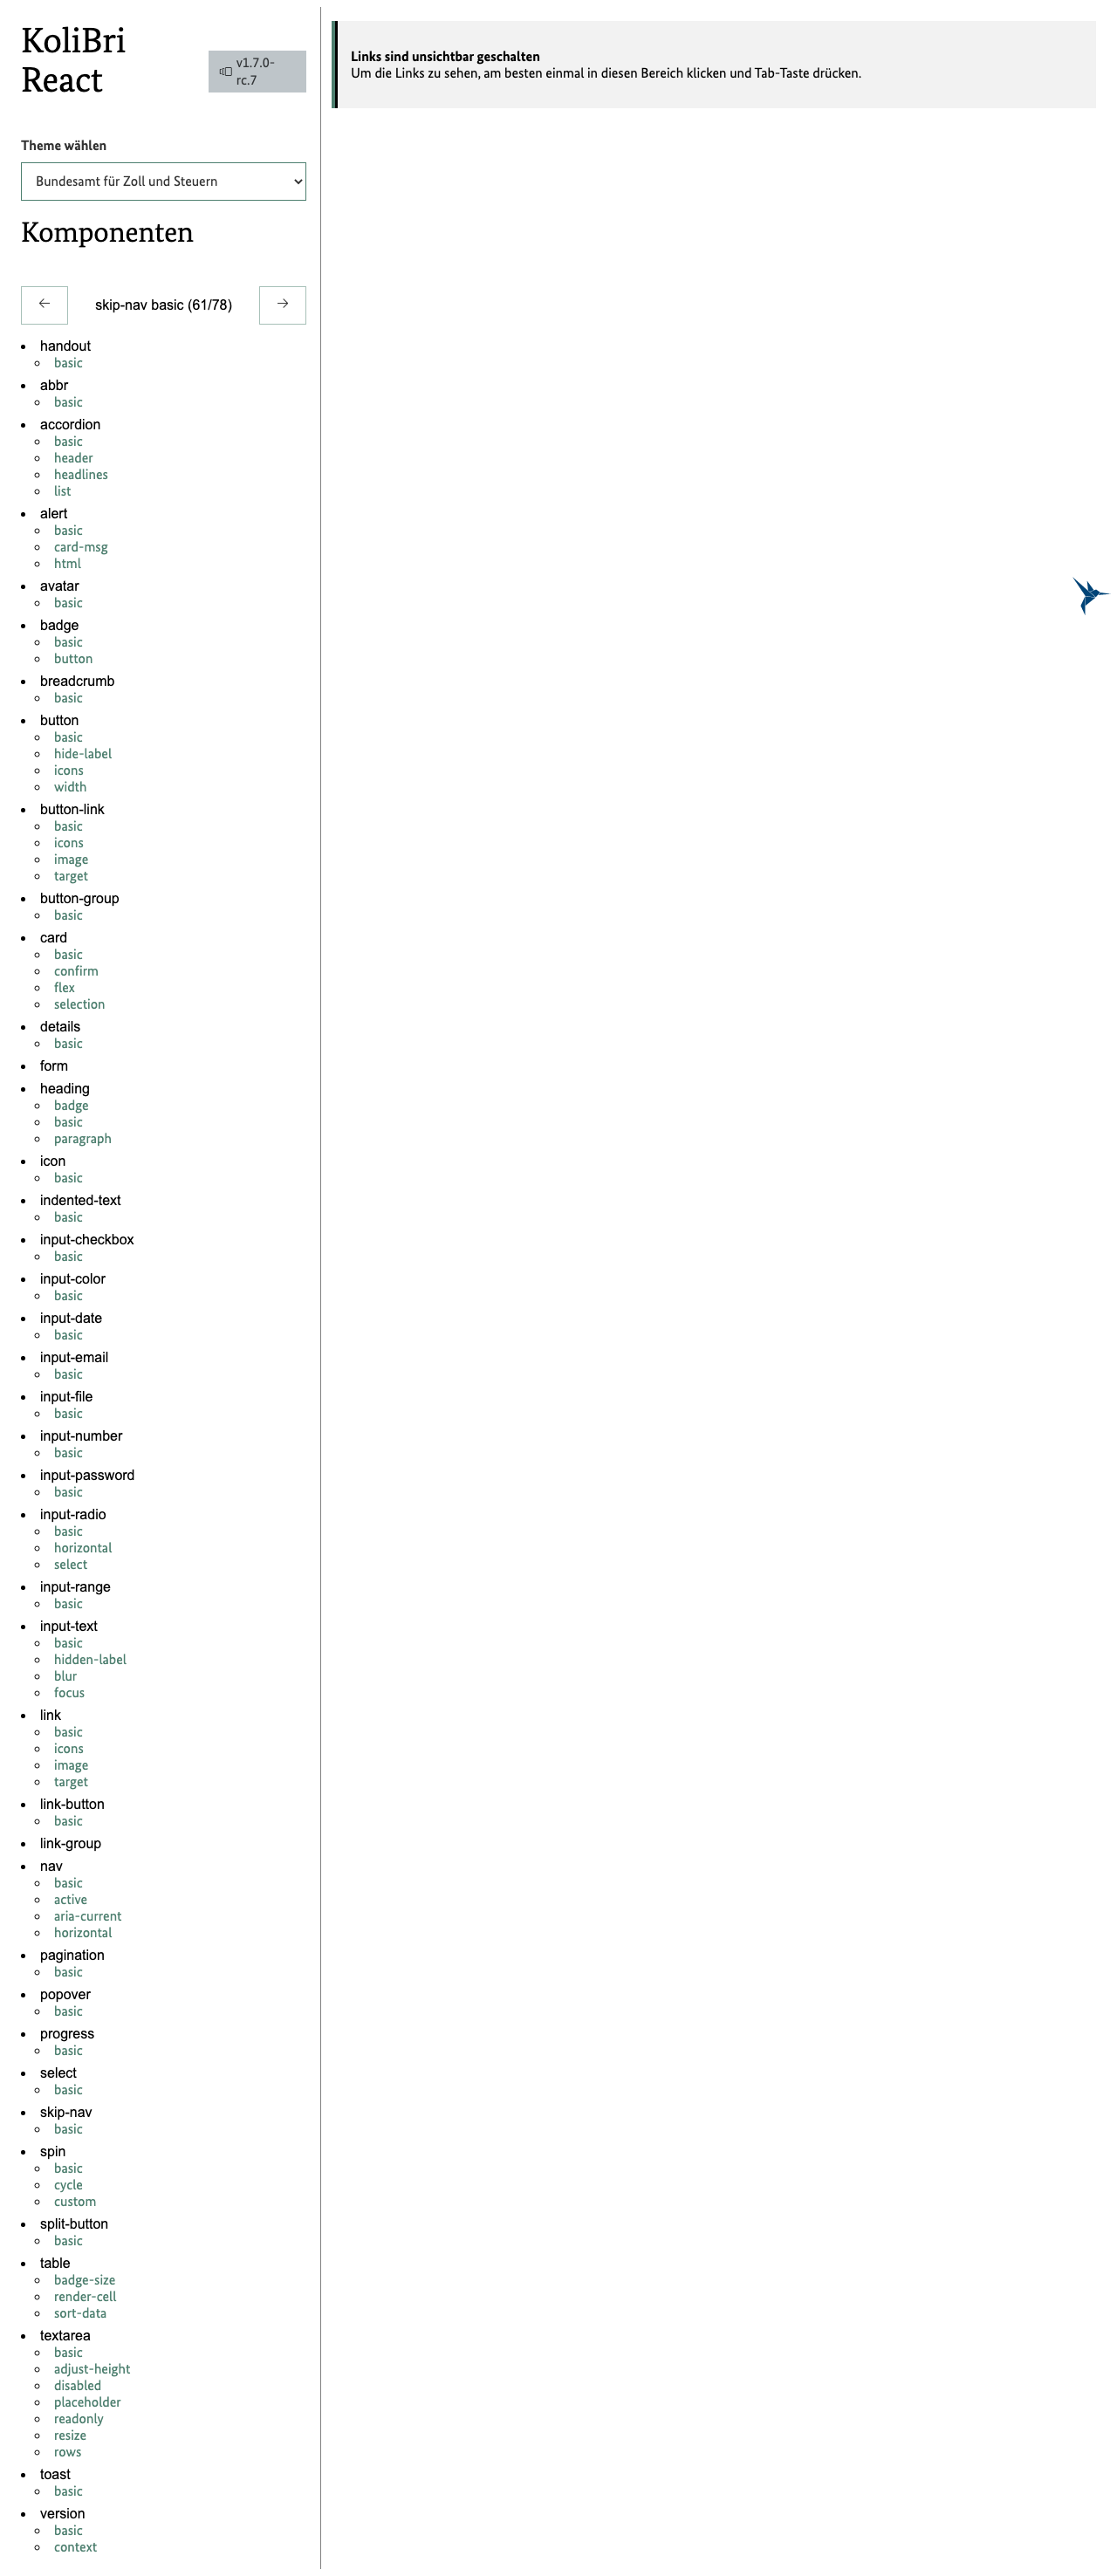 KoliBri
React
v1.7.0-
rc.7
Theme wählen
Bundesamt für Zoll und Steuern
Komponenten
skip-nav basic (61/78)
handout
basic
abbr
basic
accordion
basic
header
headlines
list
alert
basic
card-msg
html
avatar
basic
badge
basic
button
breadcrumb
basic
button
basic
hide-label
icons
width
button-link
basic
icons
image
target
button-group
basic
card
basic
confirm
flex
selection
details
basic
form
heading
badge
basic
paragraph
icon
basic
indented-text
basic
input-checkbox
basic
input-color
basic
input-date
basic
input-email
basic
input-file
basic
input-number
basic
input-password
basic
input-radio
basic
horizontal
select
input-range
basic
input-text
basic
hidden-label
blur
focus
link
basic
icons
image
target
link-button
basic
link-group
nav
basic
active
aria-current
horizontal
pagination
basic
popover
basic
progress
basic
select
basic
skip-nav
basic
spin
basic
cycle
custom
split-button
basic
table
badge-size
render-cell
sort-data
textarea
basic
adjust-height
disabled
placeholder
readonly
resize
rows
toast
basic
version
basic
context
Links sind unsichtbar geschalten
Um die Links zu sehen, am besten einmal in diesen Bereich klicken und Tab-Taste drücken.